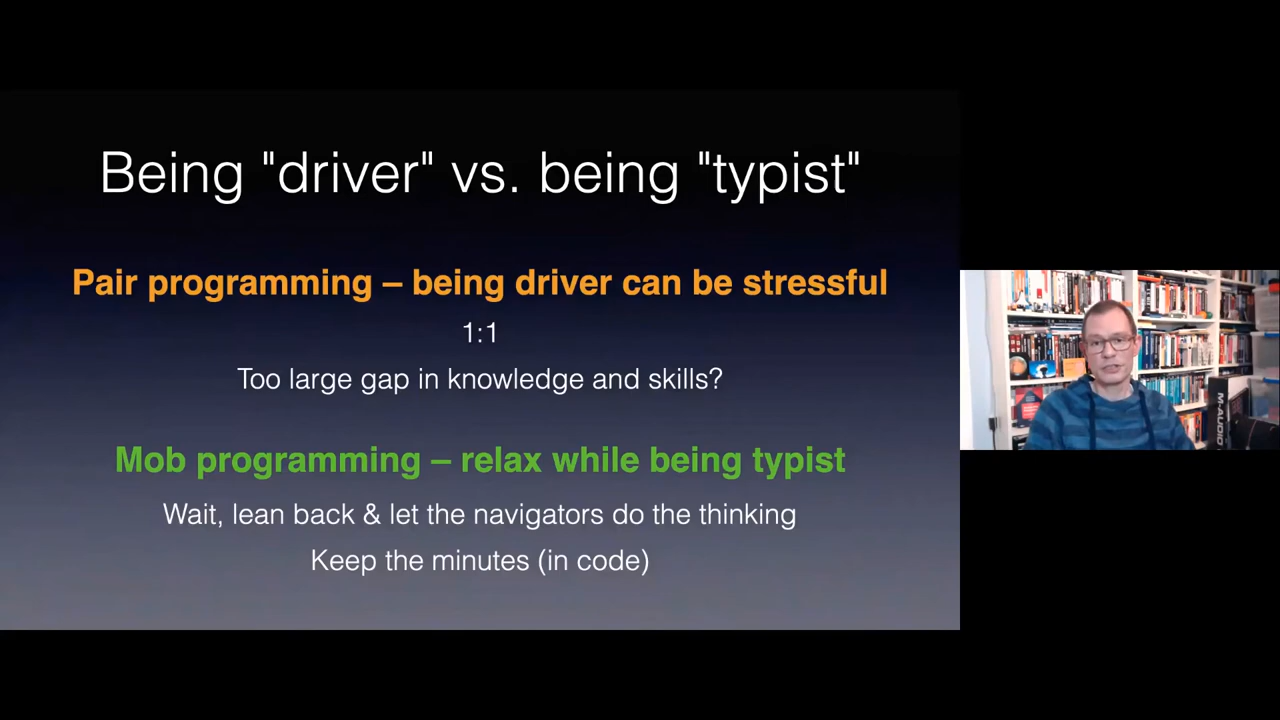 Being "driver" vs. being "typist"
Pair programming – being driver can be stressful
1:1
Too large gap in knowledge and skills?
Mob programming – relax while being typist
Wait, lean back & let the navigators do the thinking
Keep the minutes (in code)
M-AUDIO